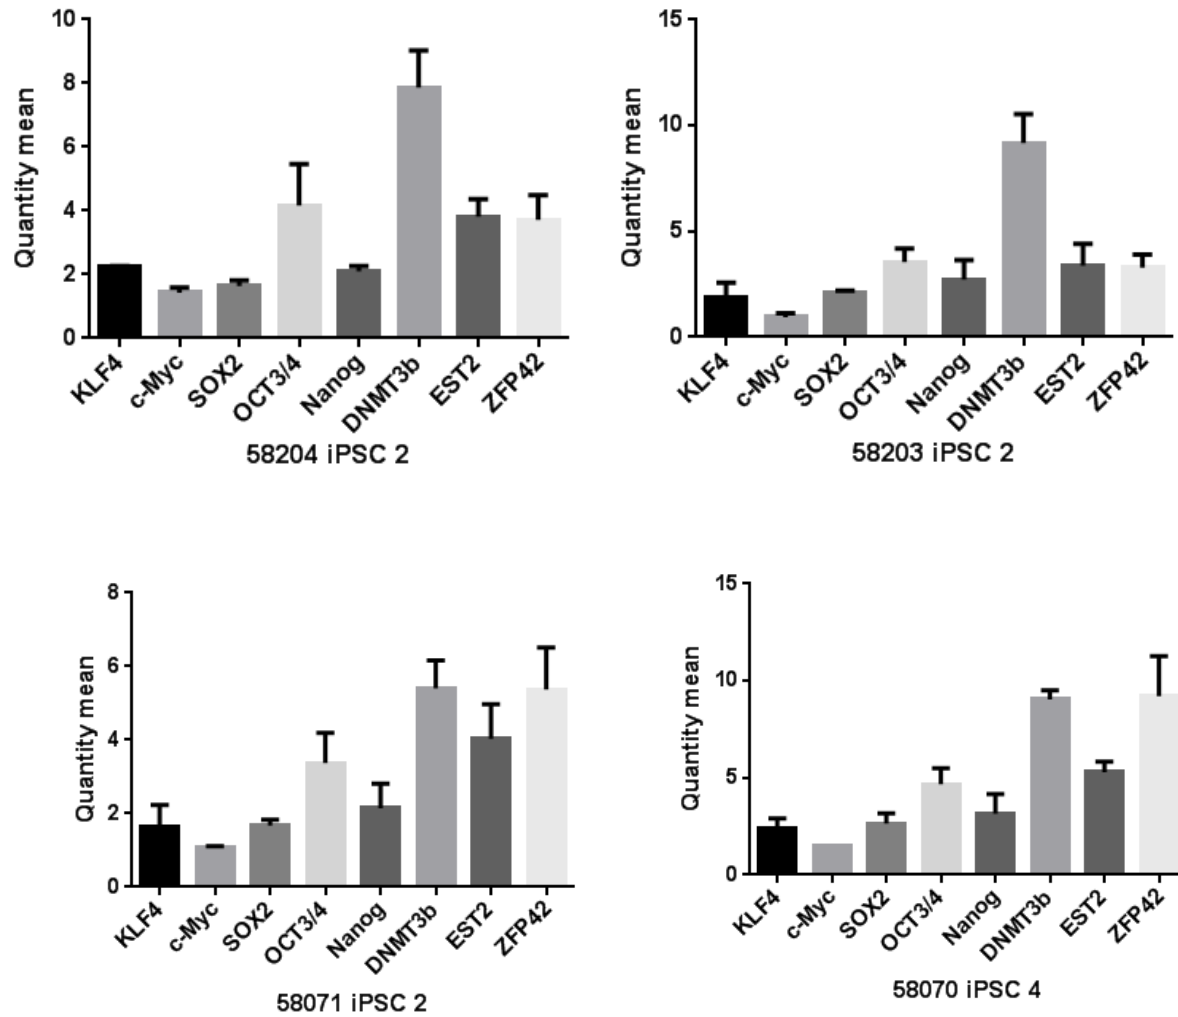 10
8
6
4
2
0
Quantity mean
KLF4
c-Myc
SOX2
OCT3/4
Nanog
DNMT3b
EST2
ZFP42
58204 iPSC 2
15
10
5
0
Quantity mean
KLF4
c-Myc
SOX2
OCT3/4
Nanog
DNMT3b
EST2
ZFP42
58203 iPSC 2
8
6
4
2
0
Quantity mean
KLF4
c-Myc
SOX2
OCT3/4
Nanog
DNMT3b
EST2
ZFP42
58071 iPSC 2
15
10
5
0
Quantity mean
KLF4
c-Myc
SOX2
OCT3/4
Nanog
DNMT3b
EST2
ZFP42
58070 iPSC 4